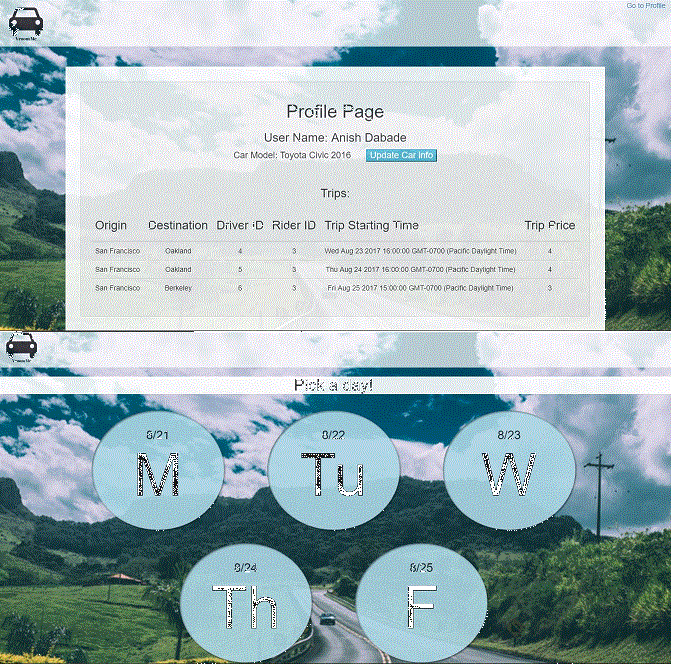 Go to Profile
VroomMe
Profile Page
User Name: Anish Dabade
Car Model: Toyota Civic 2016 Update Car Info
Trips:
Origin Destination Driver ID Rider ID Trip Starting Time Trip Price
San Francisco Oakland 4 3 Wed Aug 23 2017 16:00:00 GMT-0700 (Pacific Daylight Time) 4
San Francisco Oakland 5 3 Thu Aug 24 2017 16:00:00 GMT-0700 (Pacific Daylight Time) 4
San Francisco Berkeley 6 3 Fri Aug 25 2017 15:00:00 GMT-0700 (Pacific Daylight Time) 3
VroomMe
Pick a day!
8/21 8/22 8/23
M Tu W
8/24 8/25
Th F